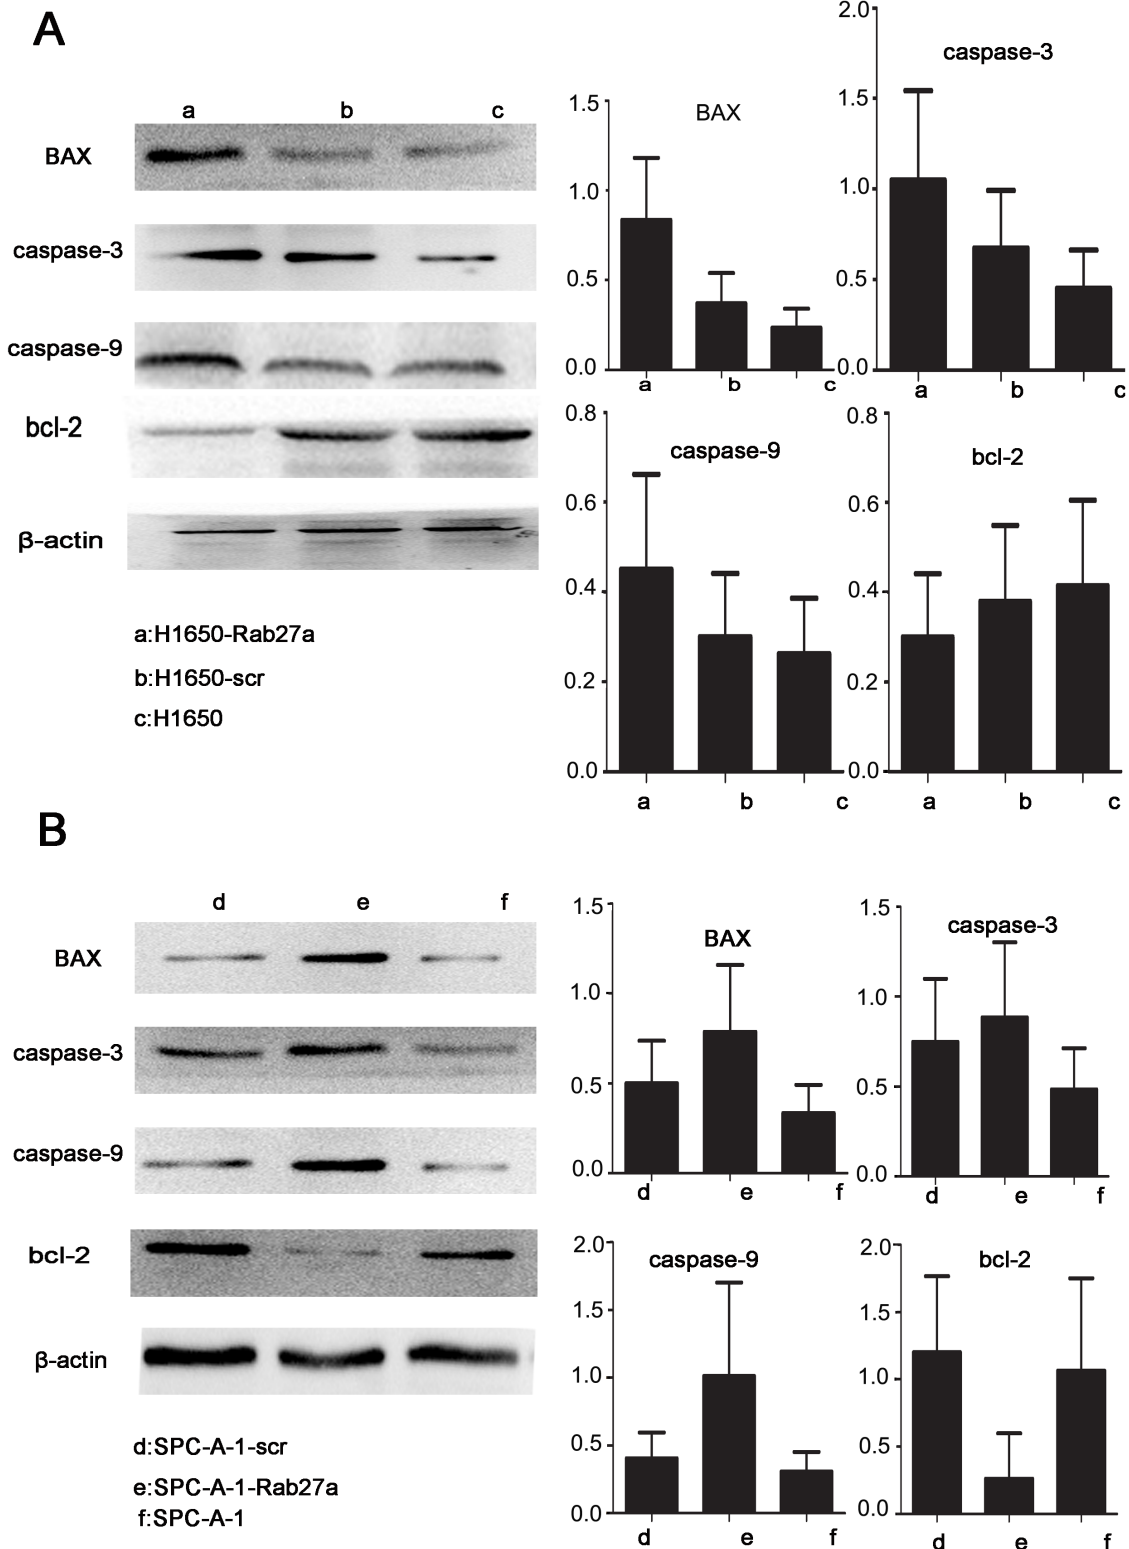 A
a b c
BAX
caspase-3
caspase-9
bcl-2
β-actin
a:H1650-Rab27a
b:H1650-scr
c:H1650
BAX
1.5
1.0
0.5
0.0
a b c
caspase-3
2.0
1.5
1.0
0.5
0.0
a b c
caspase-9
0.8
0.6
0.4
0.2
0.0
a b c
bcl-2
0.8
0.6
0.4
0.2
0.0
a b c
B
d e f
BAX
caspase-3
caspase-9
bcl-2
β-actin
d:SPC-A-1-scr
e:SPC-A-1-Rab27a
f:SPC-A-1
BAX
1.5
1.0
0.5
0.0
d e f
caspase-3
1.5
1.0
0.5
0.0
d e f
caspase-9
2.0
1.5
1.0
0.5
0.0
d e f
bcl-2
2.0
1.5
1.0
0.5
0.0
d e f